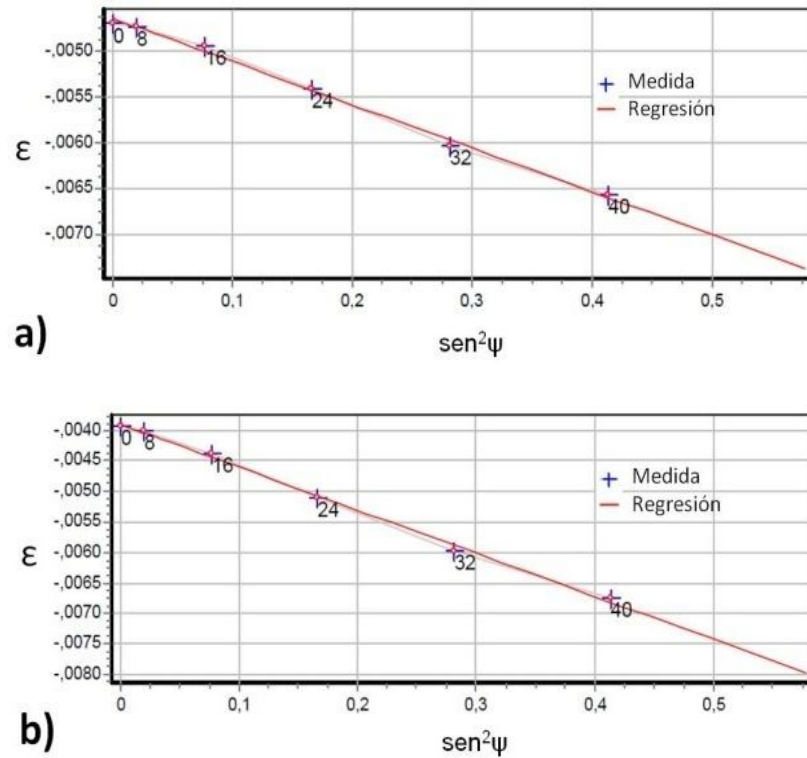 -,0050
-,0055
-,0060
-,0065
-,0070
ε
0
8
16
24
32
40
Medida
Regresión
0 0,1 0,2 0,3 0,4 0,5
sen²ψ
a)
-,0040
-,0045
-,0050
-,0055
-,0060
-,0065
-,0070
-,0075
-,0080
ε
0
8
16
24
32
40
Medida
Regresión
0 0,1 0,2 0,3 0,4 0,5
sen²ψ
b)